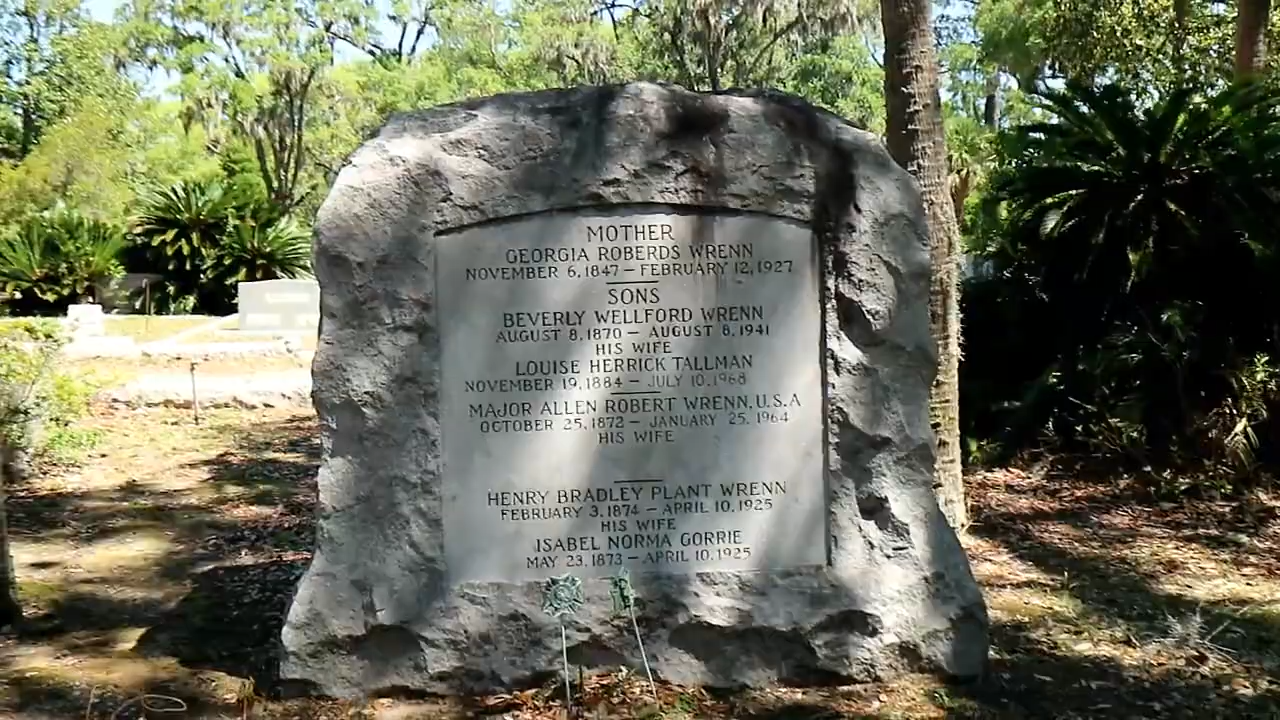 MOTHER
GEORGIA ROBERDS WRENN
NOVEMBER 6, 1847 — FEBRUARY 12, 1927
SONS
BEVERLY WELLFORD WRENN
AUGUST 8, 1870 — AUGUST 8, 1941
HIS WIFE
LOUISE HERRICK TALLMAN
NOVEMBER 19, 1884 — JULY 10, 1968
MAJOR ALLEN ROBERT WRENN, U.S.A
OCTOBER 25, 1872 — JANUARY 25, 1964
HIS WIFE
HENRY BRADLEY PLANT WRENN
FEBRUARY 3, 1874 — APRIL 10, 1925
HIS WIFE
ISABEL NORMA GORRIE
MAY 23, 1873 — APRIL 10, 1925